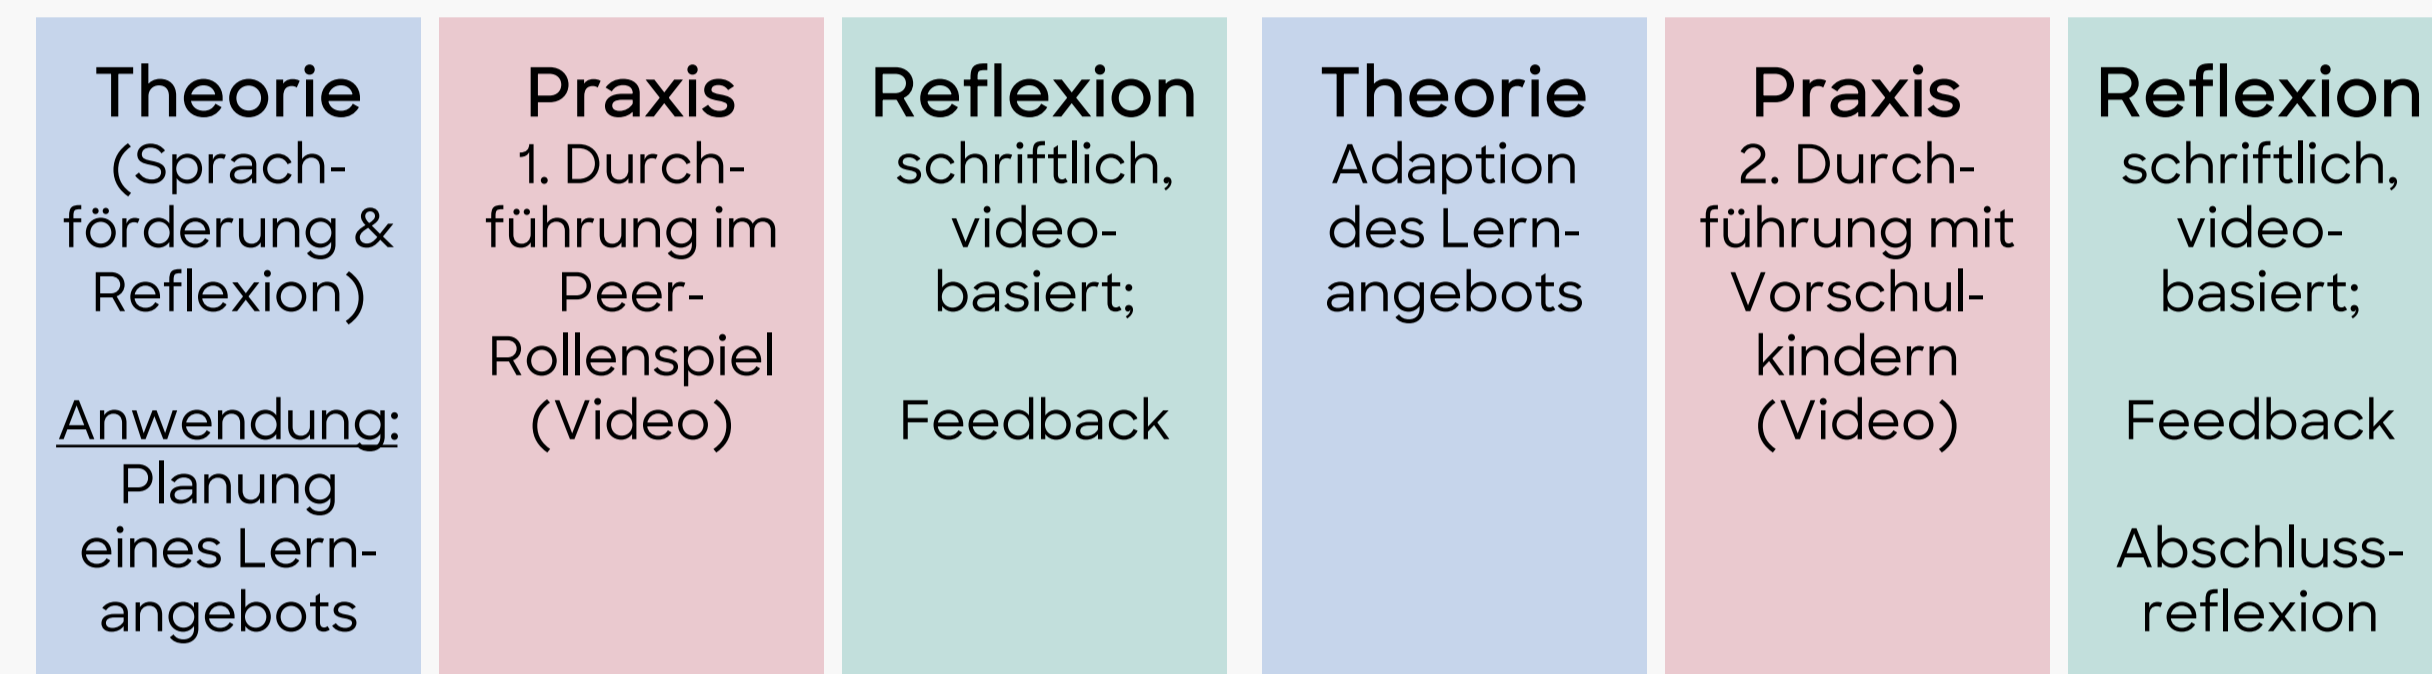 Theorie
(Sprach-
förderung &
Reflexion)
Anwendung:
Planung
eines Lern-
angebots
Praxis
1. Durch-
führung im
Peer-
Rollenspiel
(Video)
Reflexion
schriftlich,
video-
basiert;
Feedback
Theorie
Adaption
des Lern-
angebots
Praxis
2. Durch-
führung mit
Vorschul-
kindern
(Video)
Reflexion
schriftlich,
video-
basiert;
Feedback
Abschluss-
reflexion